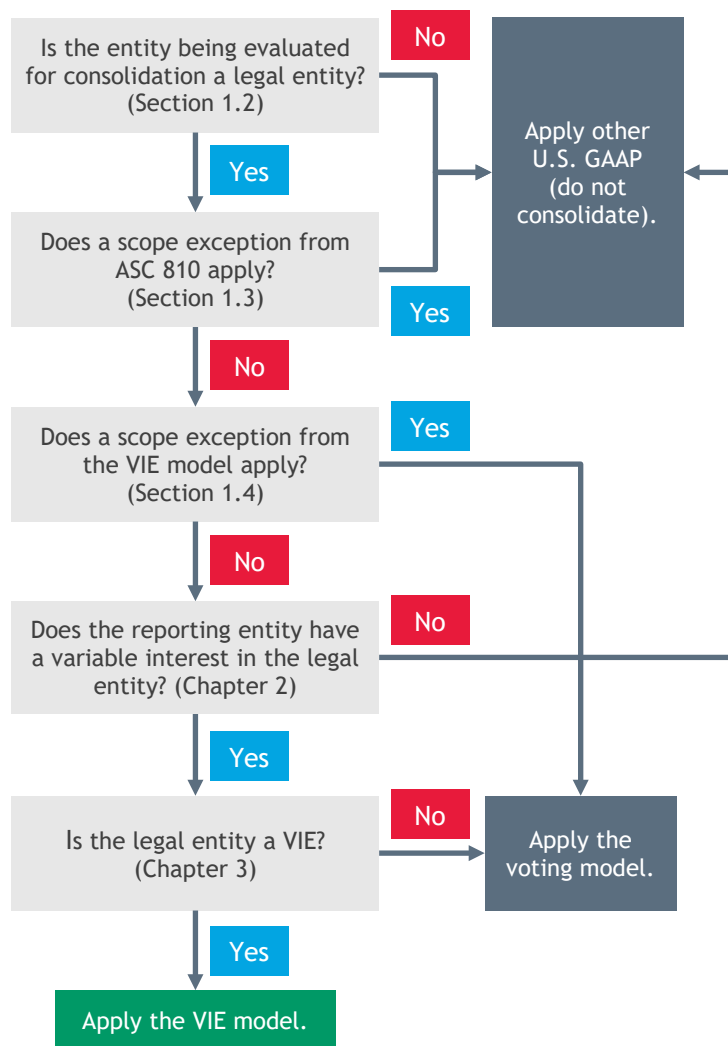 Is the entity being evaluated
for consolidation a legal entity?
(Section 1.2)
No
Apply other
U.S. GAAP
(do not
consolidate).
Yes
Does a scope exception from
ASC 810 apply?
(Section 1.3)
Yes
No
Does a scope exception from
the VIE model apply?
(Section 1.4)
Yes
No
Does the reporting entity have
a variable interest in the legal
entity? (Chapter 2)
No
Yes
Is the legal entity a VIE?
(Chapter 3)
No
Apply the
voting model.
Yes
Apply the VIE model.